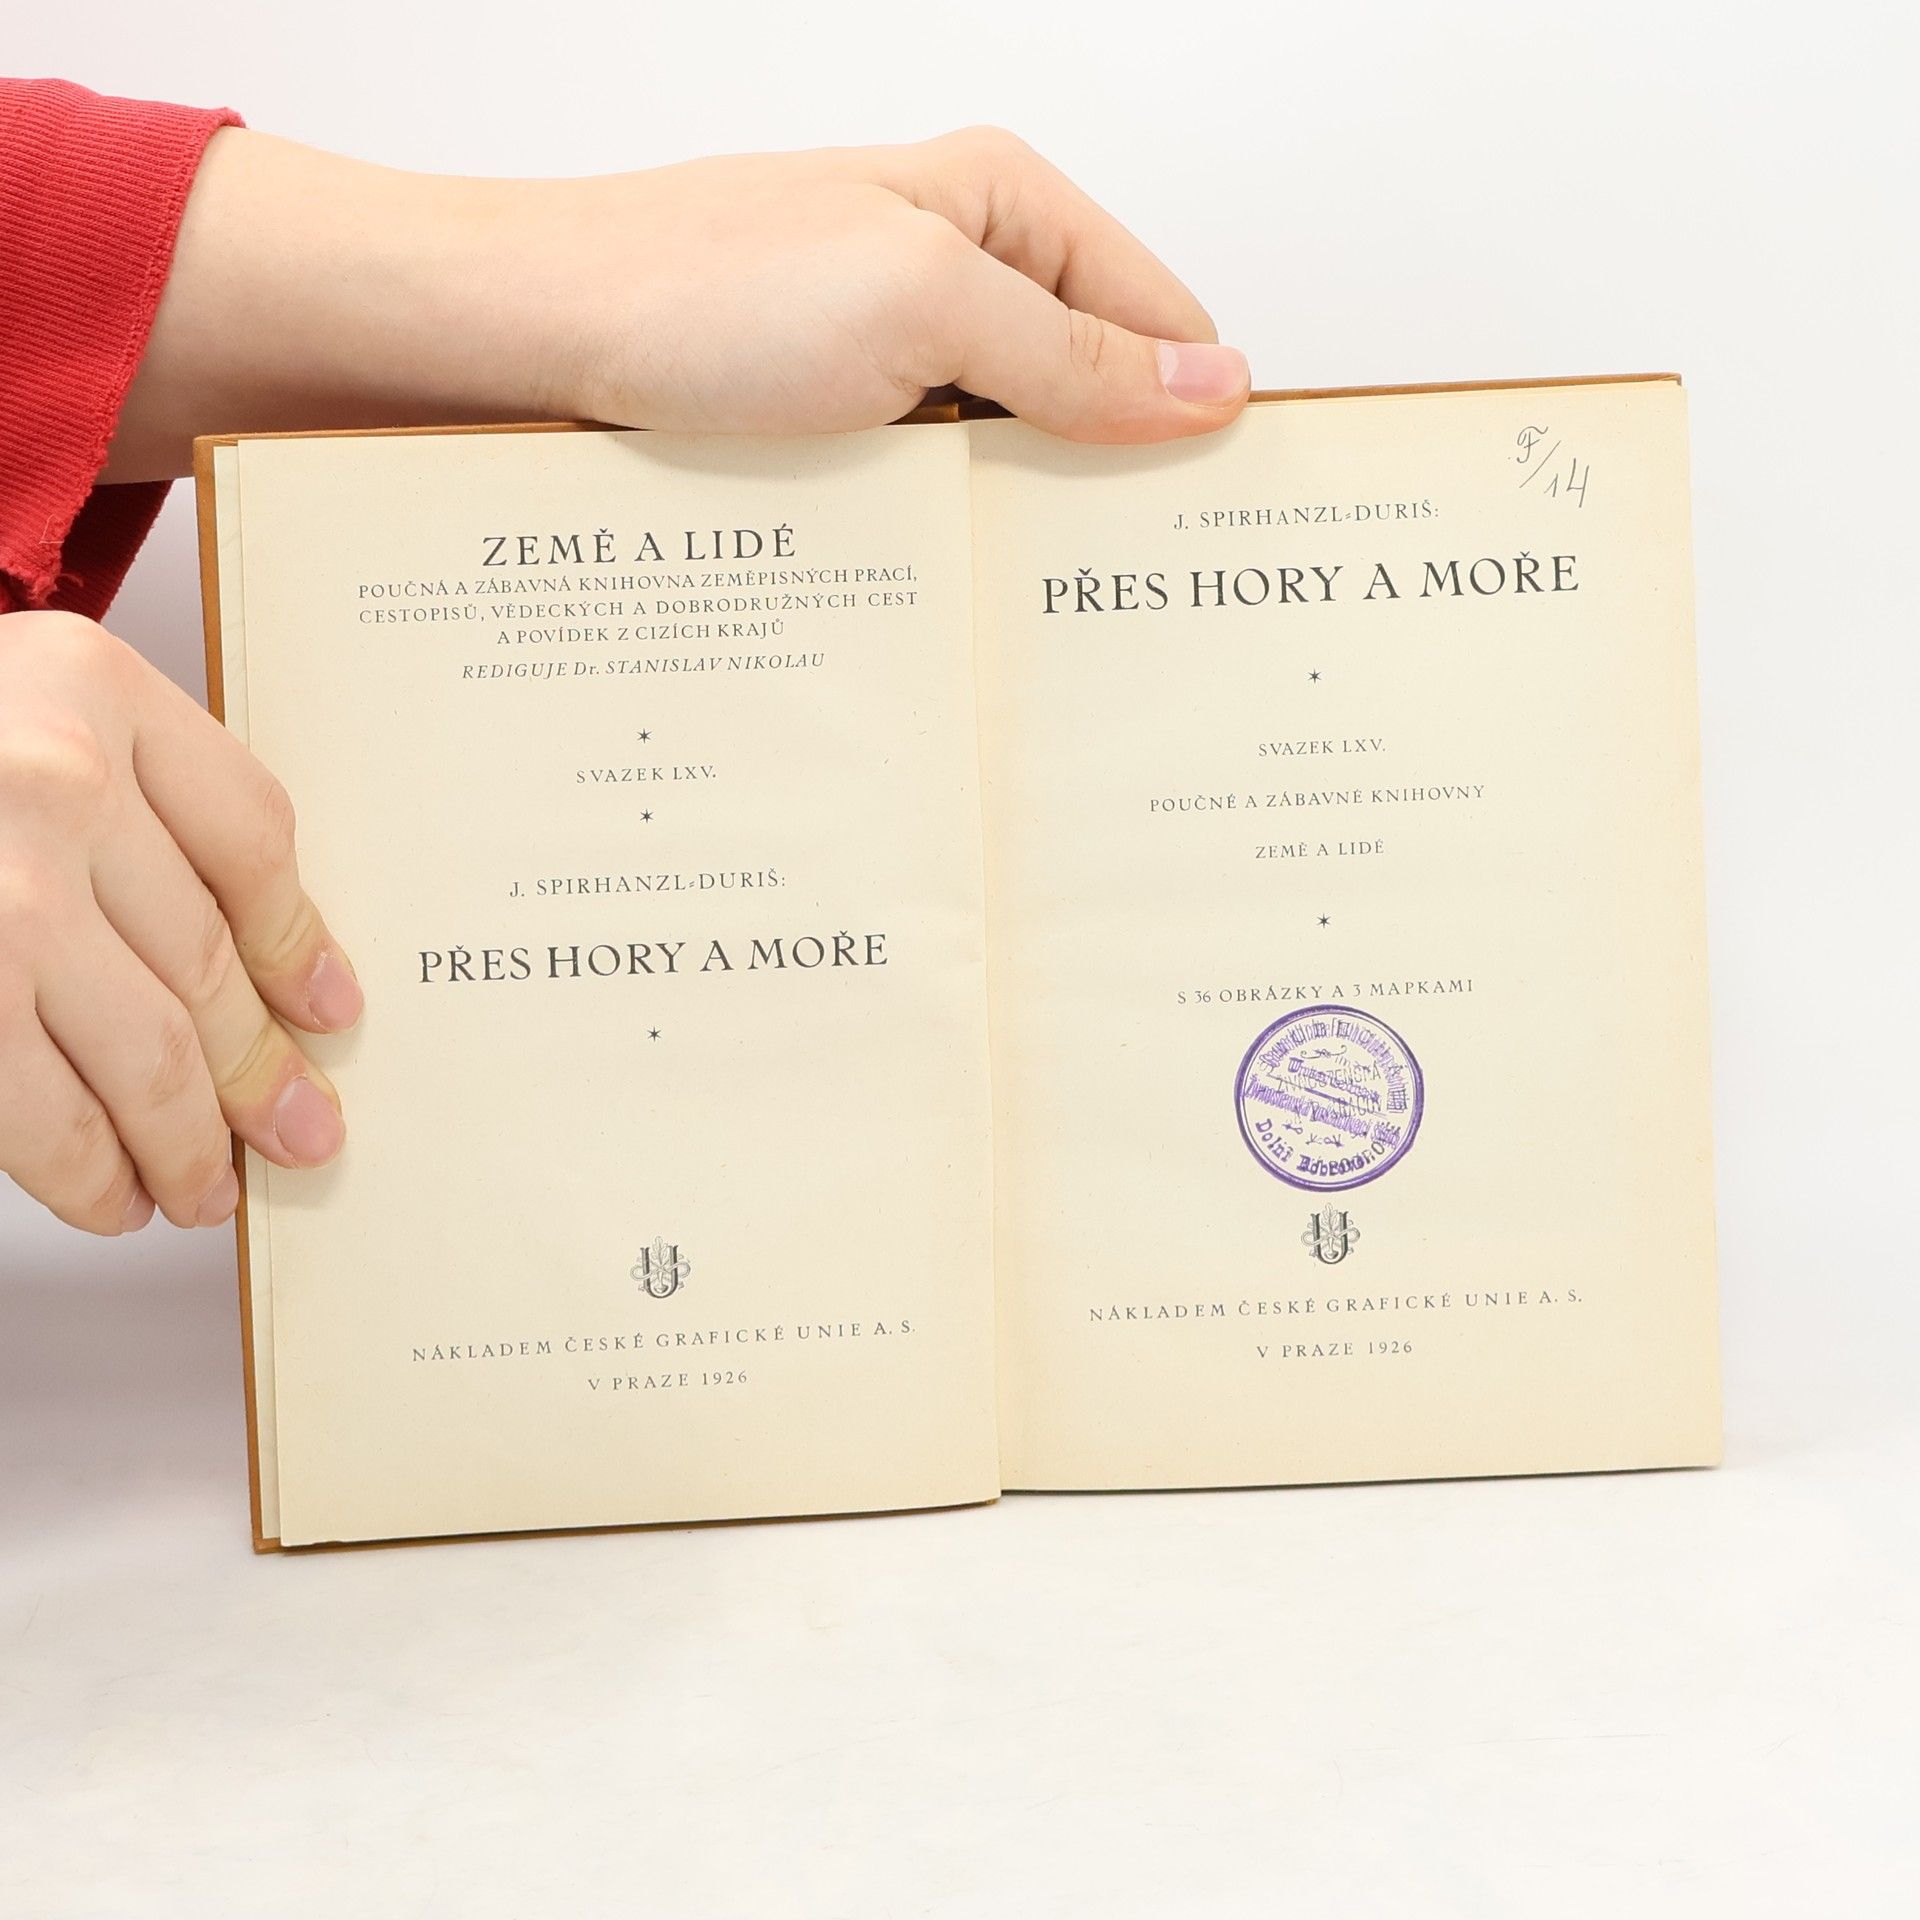 ZEMĚ A LIDÉ
POUČNÁ A ZÁBAVNÁ KNIHOVNA ZEMĚPISNÝCH PRACÍ,
CESTOPISŮ, VĚDECKÝCH A DOBRODRUŽNÝCH CEST
A POVÍDEK Z CIZÍCH KRAJŮ
REDIGUJE Dr. STANISLAV NIKOLAU
✶
SVAZEK LXV.
✶
J. SPIRHANZL-DURIŠ:
PŘES HORY A MOŘE
✶
U
NÁKLADEM ČESKÉ GRAFICKÉ UNIE A. S.
V PRAZE 1926
F/14
J. SPIRHANZL-DURIŠ:
PŘES HORY A MOŘE
✶
SVAZEK LXV.
POUČNÉ A ZÁBAVNÉ KNIHOVNY
ZEMĚ A LIDÉ
✶
S 36 OBRÁZKY A 3 MAPKAMI
Dolní
U
NÁKLADEM ČESKÉ GRAFICKÉ UNIE A. S.
V PRAZE 1926